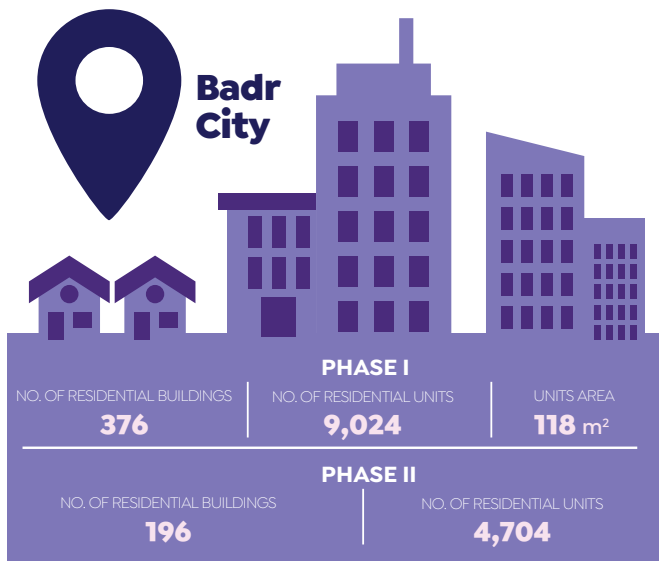 Badr
City
PHASE I
NO. OF RESIDENTIAL BUILDINGS
376
NO. OF RESIDENTIAL UNITS
9,024
UNITS AREA
118 m²
PHASE II
NO. OF RESIDENTIAL BUILDINGS
196
NO. OF RESIDENTIAL UNITS
4,704